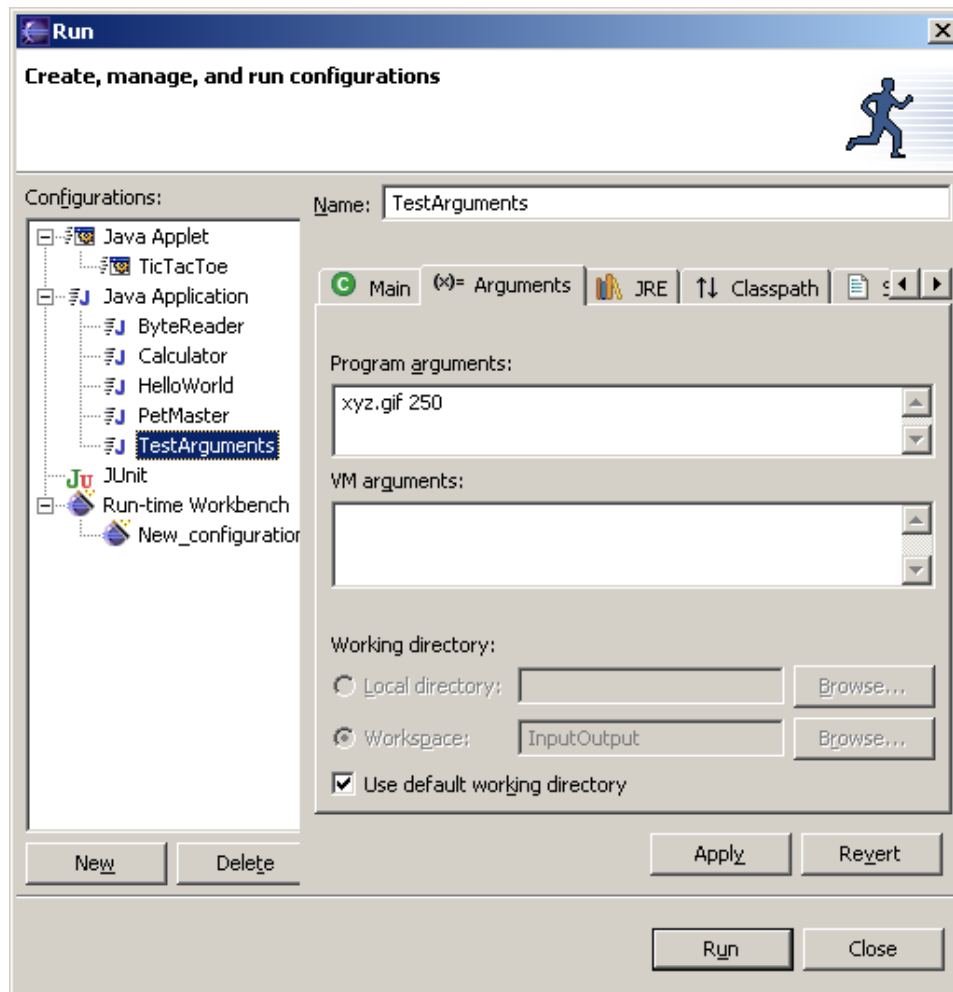 Run
Create, manage, and run configurations
Configurations:
Name: TestArguments
Java Applet
TicTacToe
Java Application
ByteReader
Calculator
HelloWorld
PetMaster
TestArguments
JUnit
Run-time Workbench
New_configuration
Main (x)= Arguments JRE Classpath
Program arguments:
xyz.gif 250
VM arguments:
Working directory:
Local directory: Browse...
Workspace: InputOutput Browse...
Use default working directory
New Delete
Apply Revert
Run Close